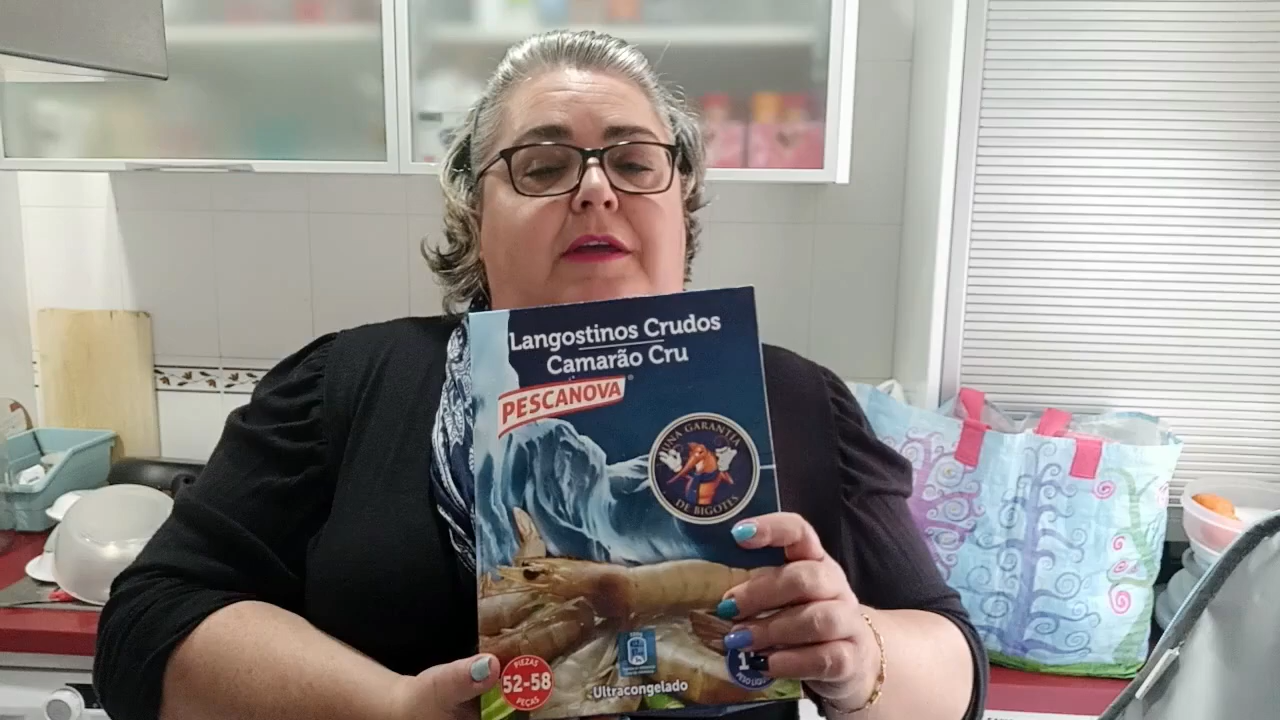 Langostinos Crudos
Camarão Cru
PESCANOVA®
UNA GARANTÍA
DE BIGOTES
PIEZAS
52-58
PEÇAS
Ultracongelado